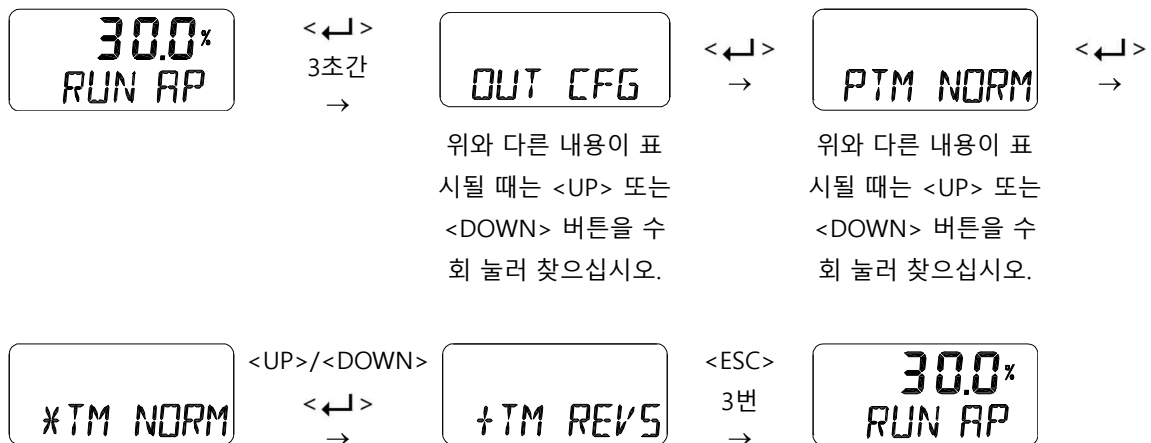 30.0%
RUN AP
<↵>
3초간
→
OUT CFG
<↵>
→
PTM NORM
<↵>
→
위와 다른 내용이 표
시될 때는 <UP> 또는
<DOWN> 버튼을 수
회 눌러 찾으십시오.
위와 다른 내용이 표
시될 때는 <UP> 또는
<DOWN> 버튼을 수
회 눌러 찾으십시오.
*TM NORM
<UP>/<DOWN>
<↵>
→
+TM REVS
<ESC>
3번
→
30.0%
RUN AP